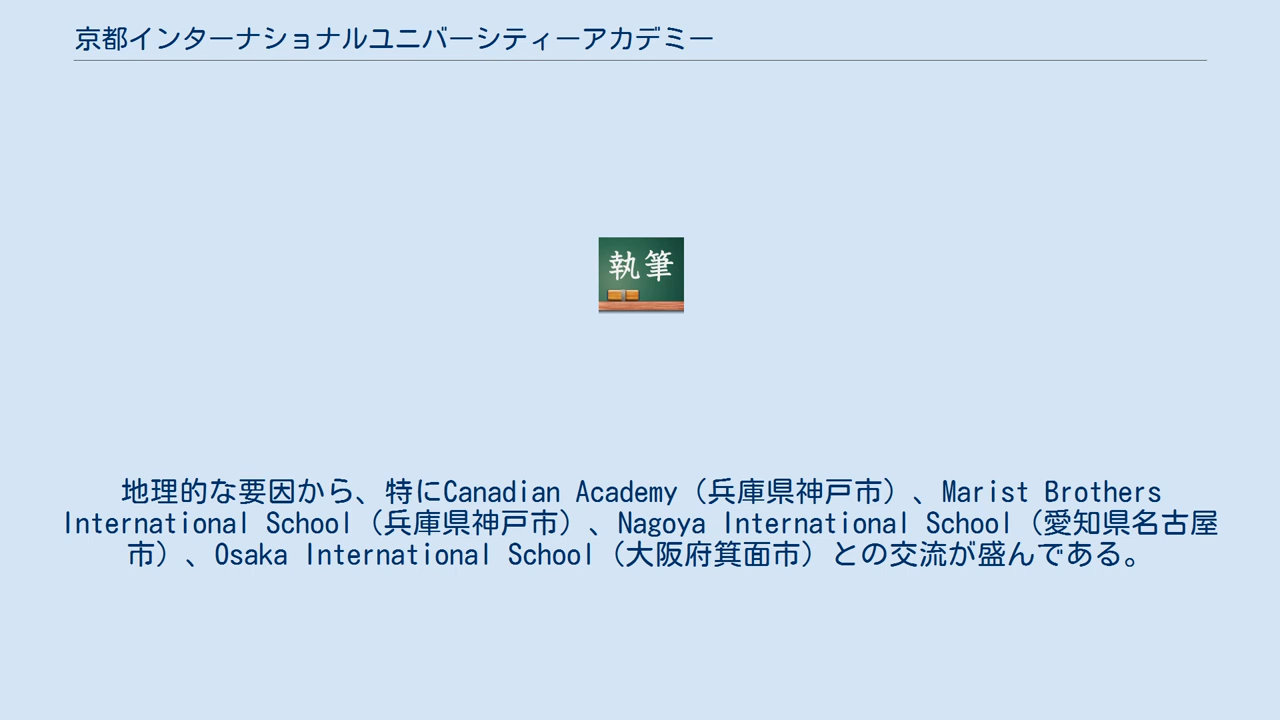 京都インターナショナルユニバーシティーアカデミー
執筆
地理的な要因から、特にCanadian Academy（兵庫県神戸市）、Marist Brothers
International School（兵庫県神戸市）、Nagoya International School（愛知県名古屋
市）、Osaka International School（大阪府箕面市）との交流が盛んである。